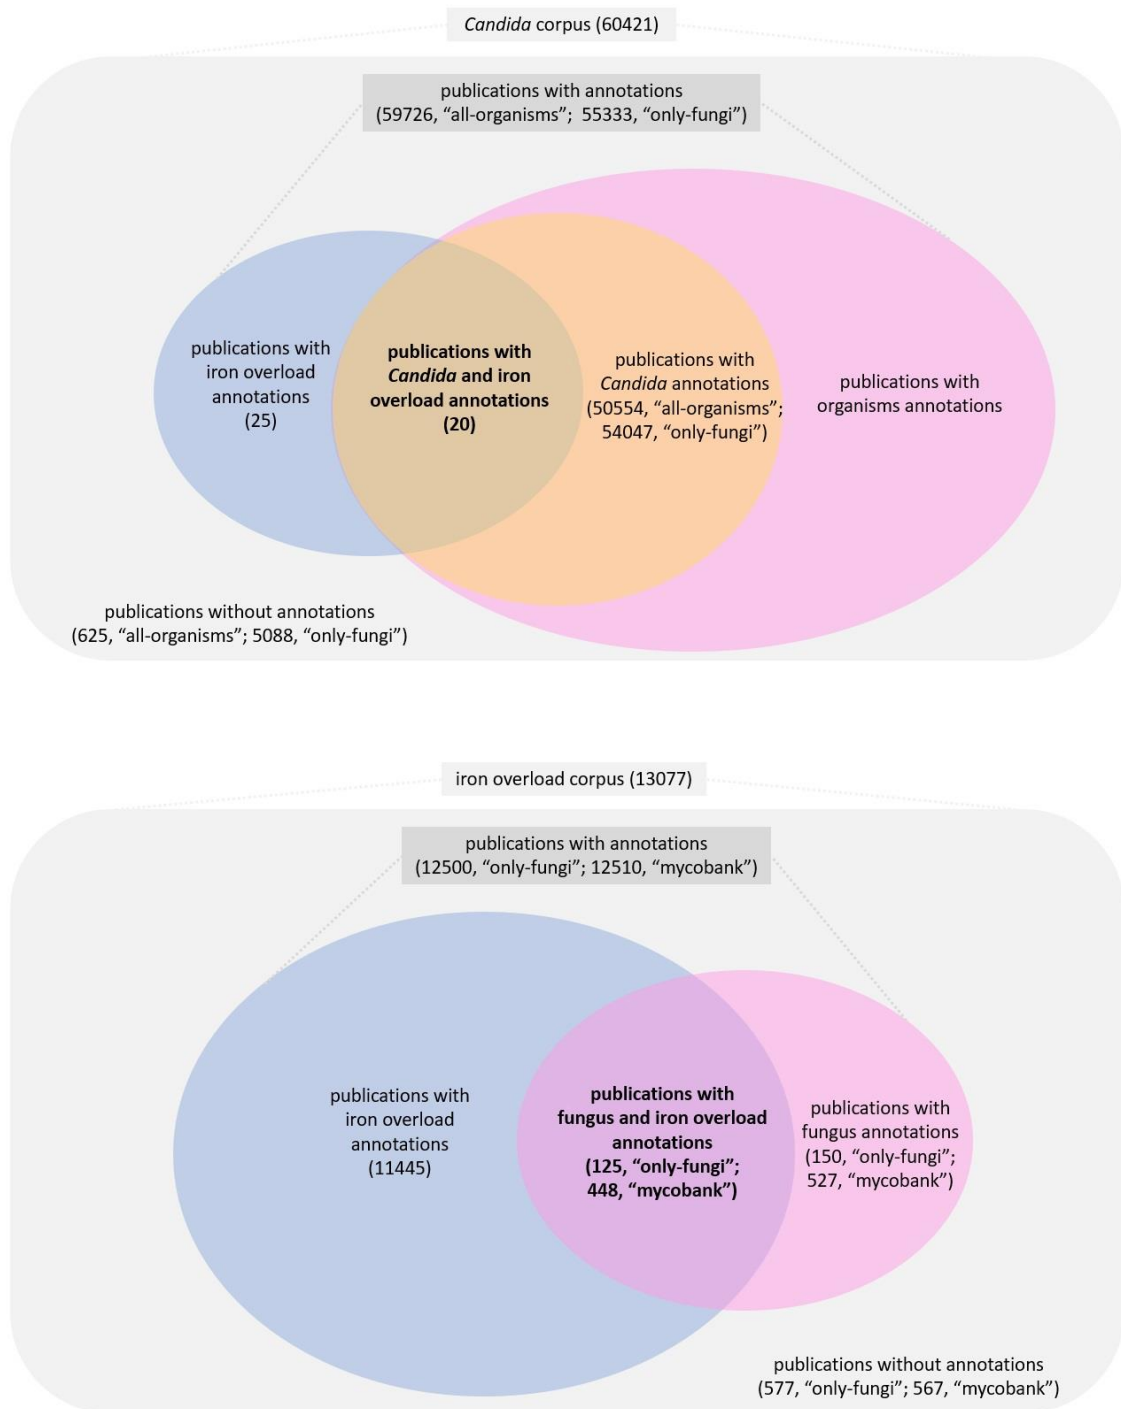 Candida corpus (60421)
publications with annotations
(59726, “all-organisms”;  55333, “only-fungi”)
publications with
iron overload
annotations
(25)
publications with
Candida and iron
overload annotations
(20)
publications with
Candida annotations
(50554, “all-organisms”;
54047, “only-fungi”)
publications with
organisms annotations
publications without annotations
(625, “all-organisms”; 5088, “only-fungi”)
iron overload corpus (13077)
publications with annotations
(12500, “only-fungi”; 12510, “mycobank”)
publications with
iron overload
annotations
(11445)
publications with
fungus and iron overload
annotations
(125, “only-fungi”;
448, “mycobank”)
publications with
fungus annotations
(150, “only-fungi”;
527, “mycobank”)
publications without annotations
(577, “only-fungi”; 567, “mycobank”)